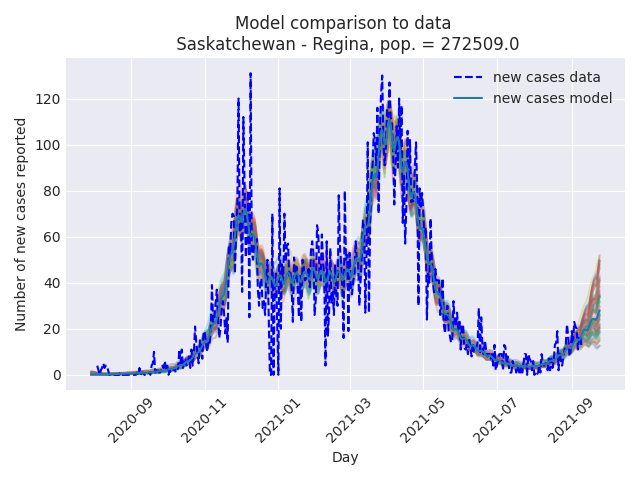 Model comparison to data
Saskatchewan - Regina, pop. = 272509.0
new cases data
new cases model
Number of new cases reported
120
100
80
60
40
20
0
2020-09
2020-11
2021-01
2021-03
2021-05
2021-07
2021-09
Day